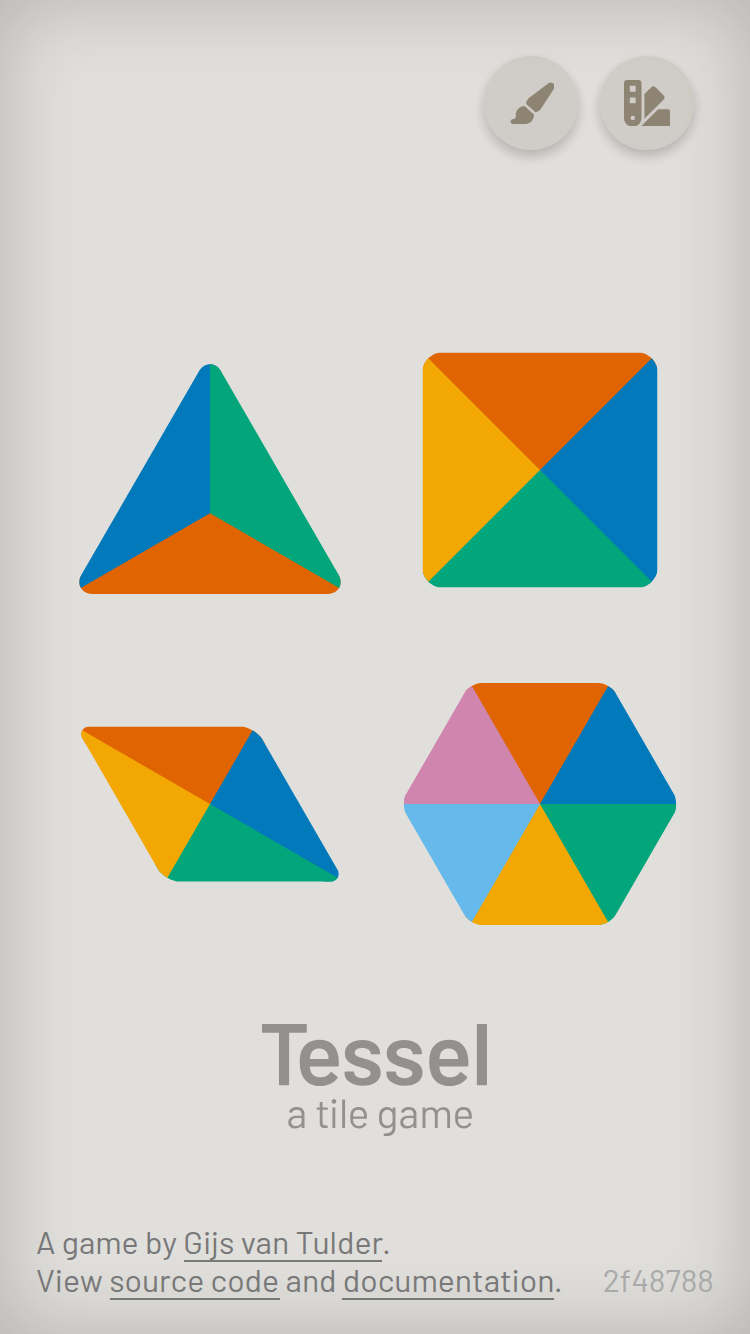 Tessel
a tile game
A game by Gijs van Tulder.
View source code and documentation. 2f48788